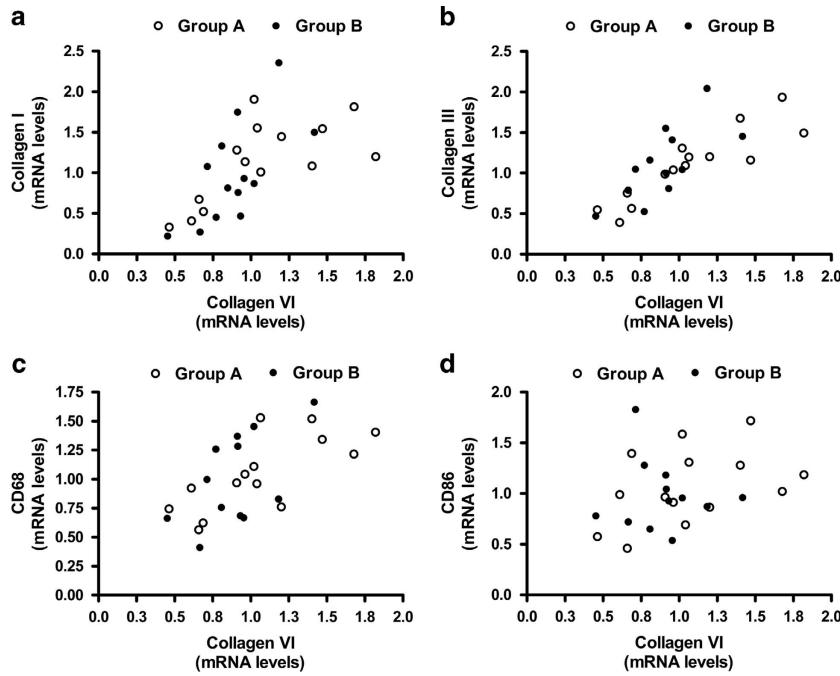 a
Group A
Group B
2.5
2.0
1.5
1.0
0.5
0.0
Collagen I
(mRNA levels)
0.0 0.3 0.5 0.8 1.0 1.3 1.5 1.8 2.0
Collagen VI
(mRNA levels)
b
Group A
Group B
2.5
2.0
1.5
1.0
0.5
0.0
Collagen III
(mRNA levels)
0.0 0.3 0.5 0.8 1.0 1.3 1.5 1.8 2.0
Collagen VI
(mRNA levels)
c
Group A
Group B
1.75
1.50
1.25
1.00
0.75
0.50
0.25
0.00
CD68
(mRNA levels)
0.0 0.3 0.5 0.8 1.0 1.3 1.5 1.8 2.0
Collagen VI
(mRNA levels)
d
Group A
Group B
2.0
1.5
1.0
0.5
0.0
CD86
(mRNA levels)
0.0 0.3 0.5 0.8 1.0 1.3 1.5 1.8 2.0
Collagen VI
(mRNA levels)